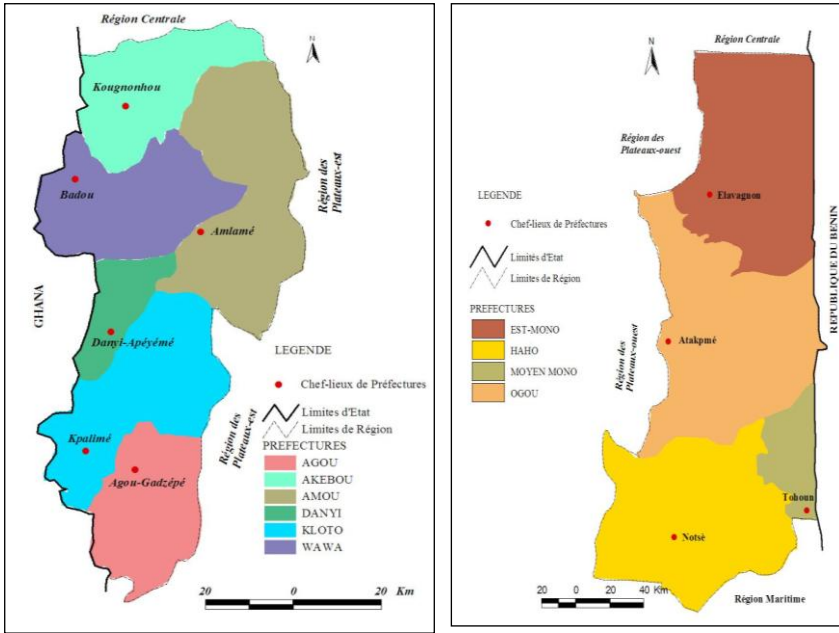 Région Centrale
N
Kougnonhou
Badou
Région des
Plateaux-est
Amlamé
GHANA
Danyi-Apéyémé
LEGENDE
Chef-lieux de Préfectures
Limites d'Etat
Limites de Région
Région des
Plateaux-est
PREFECTURES
AGOU
AKEBOU
AMOU
DANYI
KLOTO
WAWA
Kpalimé
Agou-Gadzépé
20 0 20 Km
Région Centrale
N
Région des
Plateaux-ouest
LEGENDE
Chef-lieux de Préfectures
Limités d'Etat
Limites de Région
PREFECTURES
EST-MONO
HAHO
MOYEN MONO
OGOU
Elavagnon
REPUBLIQUE DU BENIN
Atakpmé
Région des
Plateaux-ouest
Tohoun
Notsè
20 0 20 40 Km
Région Maritime